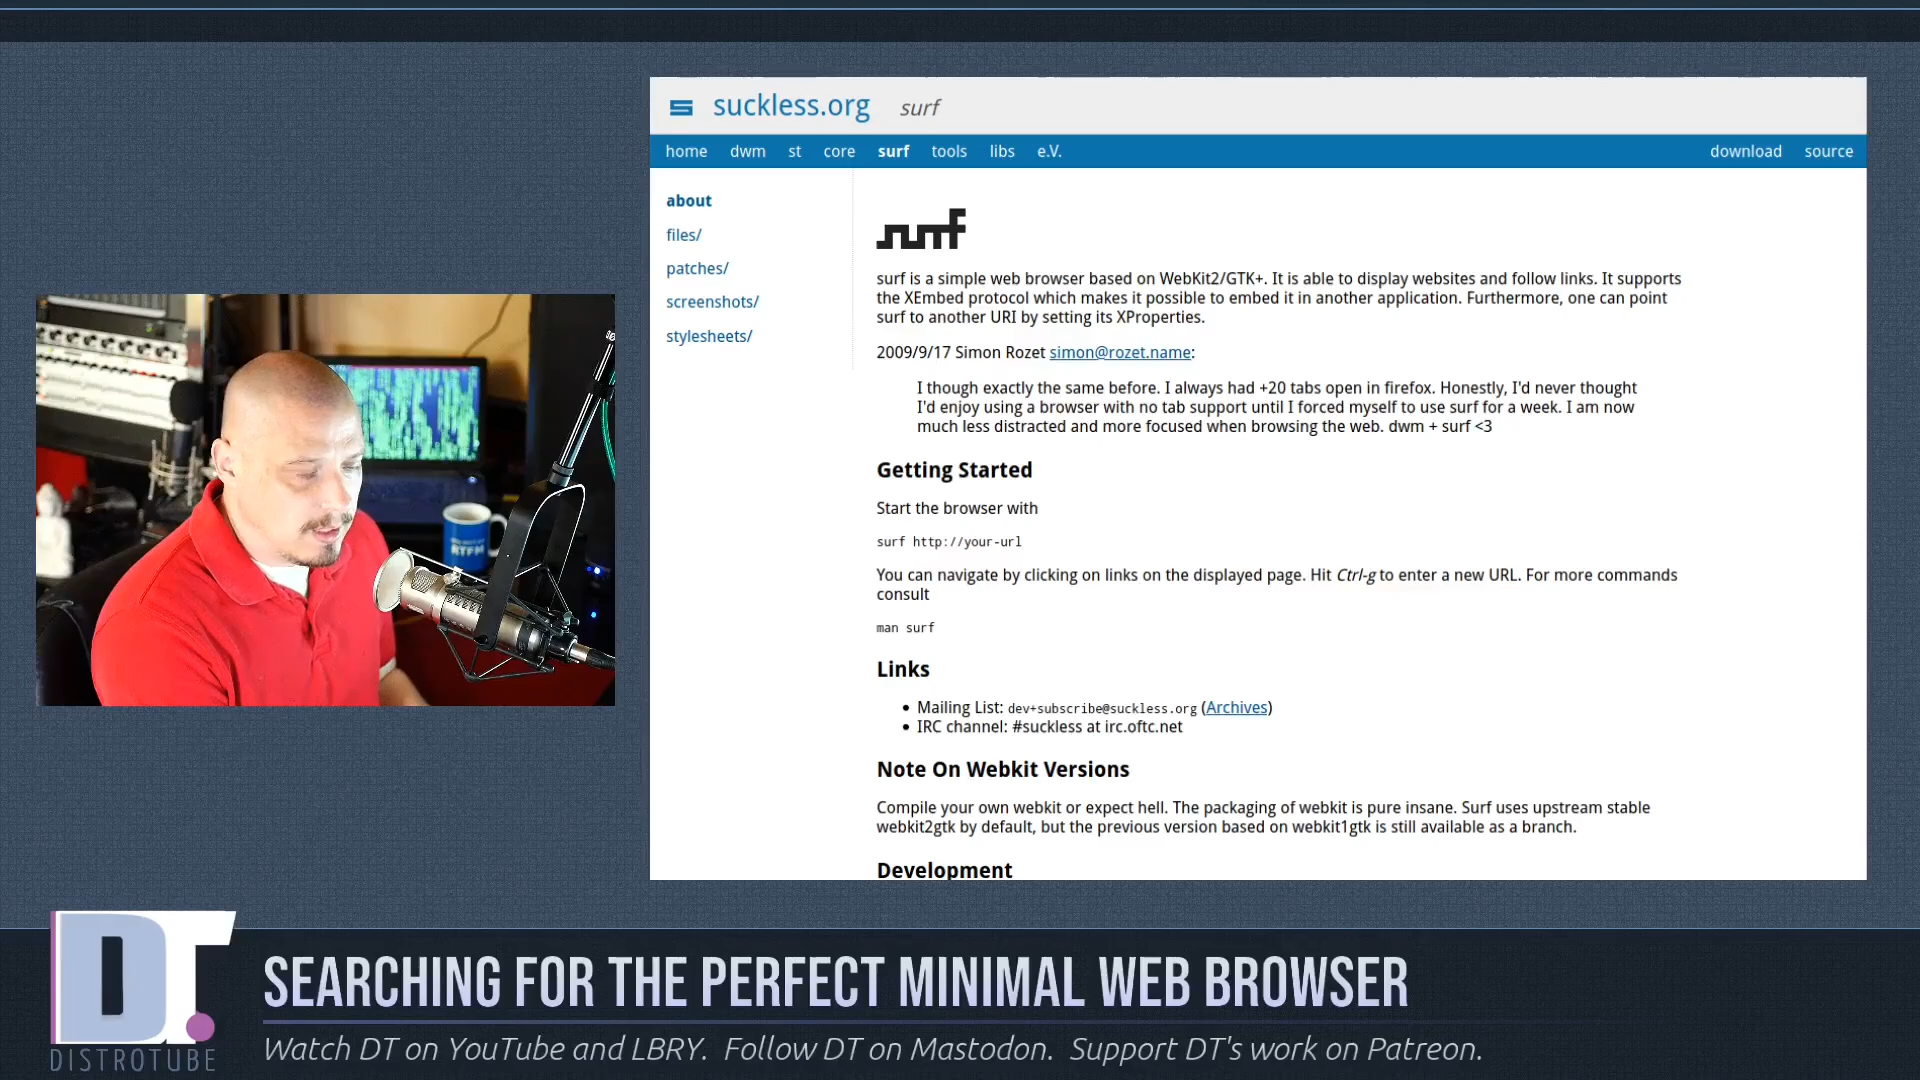 suckless.org surf
home dwm st core surf tools libs e.V. download source
about
files/
patches/
screenshots/
stylesheets/
surf
surf is a simple web browser based on WebKit2/GTK+. It is able to display websites and follow links. It supports
the XEmbed protocol which makes it possible to embed it in another application. Furthermore, one can point
surf to another URI by setting its XProperties.
2009/9/17 Simon Rozet simon@rozet.name:
I though exactly the same before. I always had +20 tabs open in firefox. Honestly, I'd never thought
I'd enjoy using a browser with no tab support until I forced myself to use surf for a week. I am now
much less distracted and more focused when browsing the web. dwm + surf <3
Getting Started
Start the browser with
surf http://your-url
You can navigate by clicking on links on the displayed page. Hit Ctrl-g to enter a new URL. For more commands
consult
man surf
Links
• Mailing List: dev+subscribe@suckless.org (Archives)
• IRC channel: #suckless at irc.oftc.net
Note On Webkit Versions
Compile your own webkit or expect hell. The packaging of webkit is pure insane. Surf uses upstream stable
webkit2gtk by default, but the previous version based on webkit1gtk is still available as a branch.
Development
RTFM
DT
DISTROTUBE
SEARCHING FOR THE PERFECT MINIMAL WEB BROWSER
Watch DT on YouTube and LBRY. Follow DT on Mastodon. Support DT's work on Patreon.